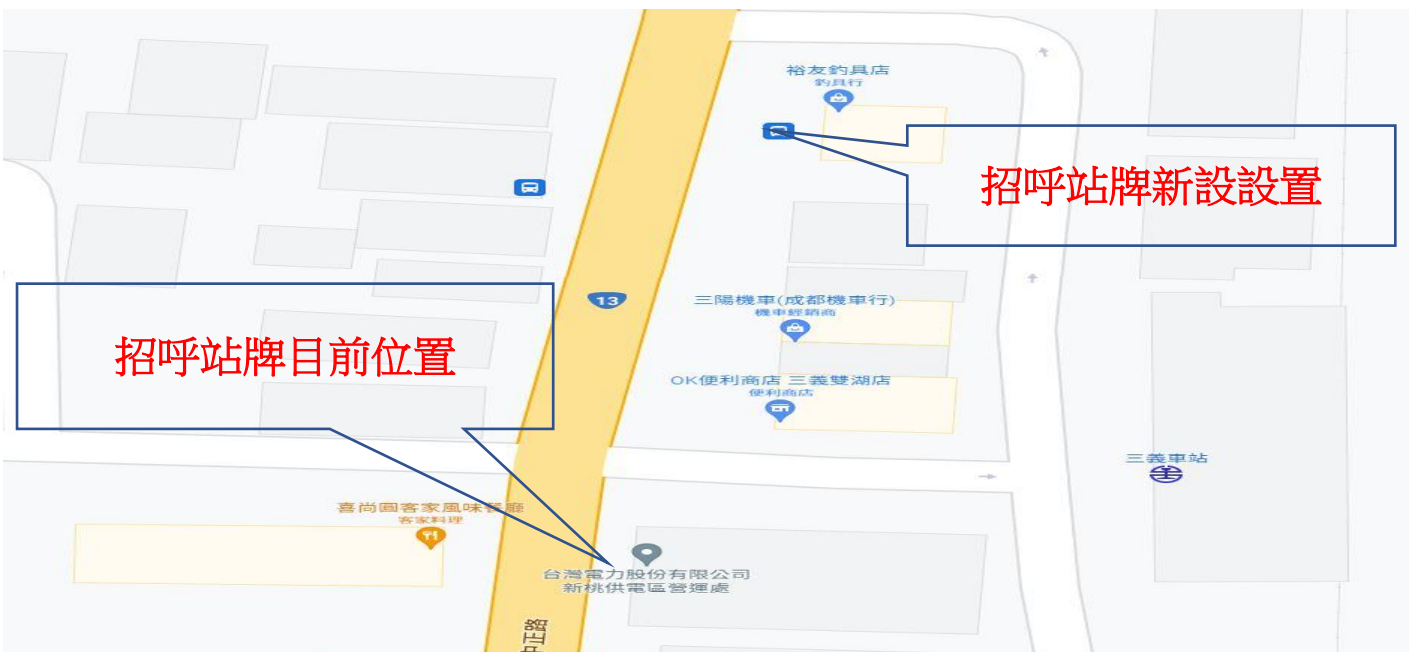 裕友釣具店
釣具行
招呼站牌新設設置
13
三陽機車(成都機車行)
機車經銷商
招呼站牌目前位置
OK便利商店 三義雙湖店
便利商店
三義車站
喜尚圓客家風味餐廳
客家料理
台灣電力股份有限公司
新桃供電區營運處
中正路